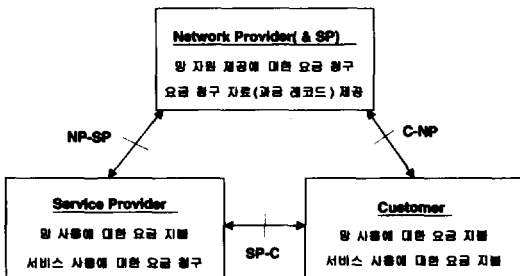 Network Provider( & SP)
망 자원 제공에 대한 요금 청구
요금 청구 자료(과금 레코드) 제공
NP-SP
C-NP
Service Provider
망 사용에 대한 요금 지불
서비스 사용에 대한 요금 청구
SP-C
Customer
망 사용에 대한 요금 지불
서비스 사용에 대한 요금 지불